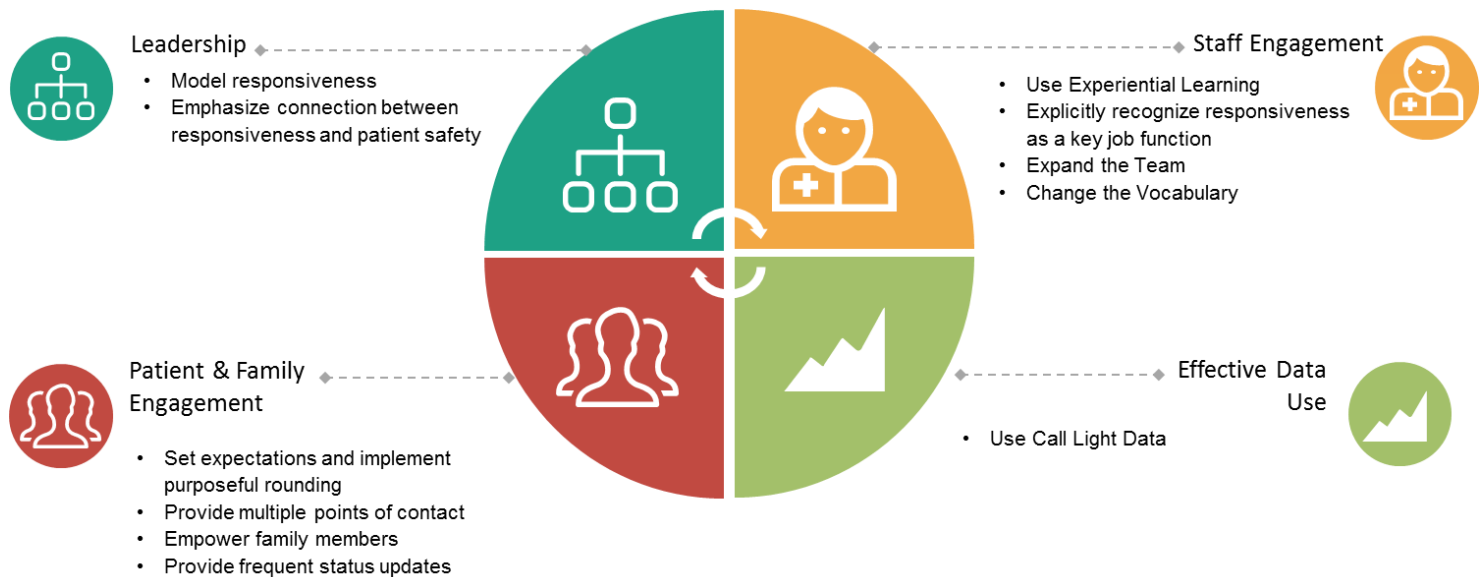 Leadership
• Model responsiveness
• Emphasize connection between
responsiveness and patient safety
Staff Engagement
• Use Experiential Learning
• Explicitly recognize responsiveness
as a key job function
• Expand the Team
• Change the Vocabulary
Patient & Family
Engagement
• Set expectations and implement
purposeful rounding
• Provide multiple points of contact
• Empower family members
• Provide frequent status updates
Effective Data
Use
• Use Call Light Data